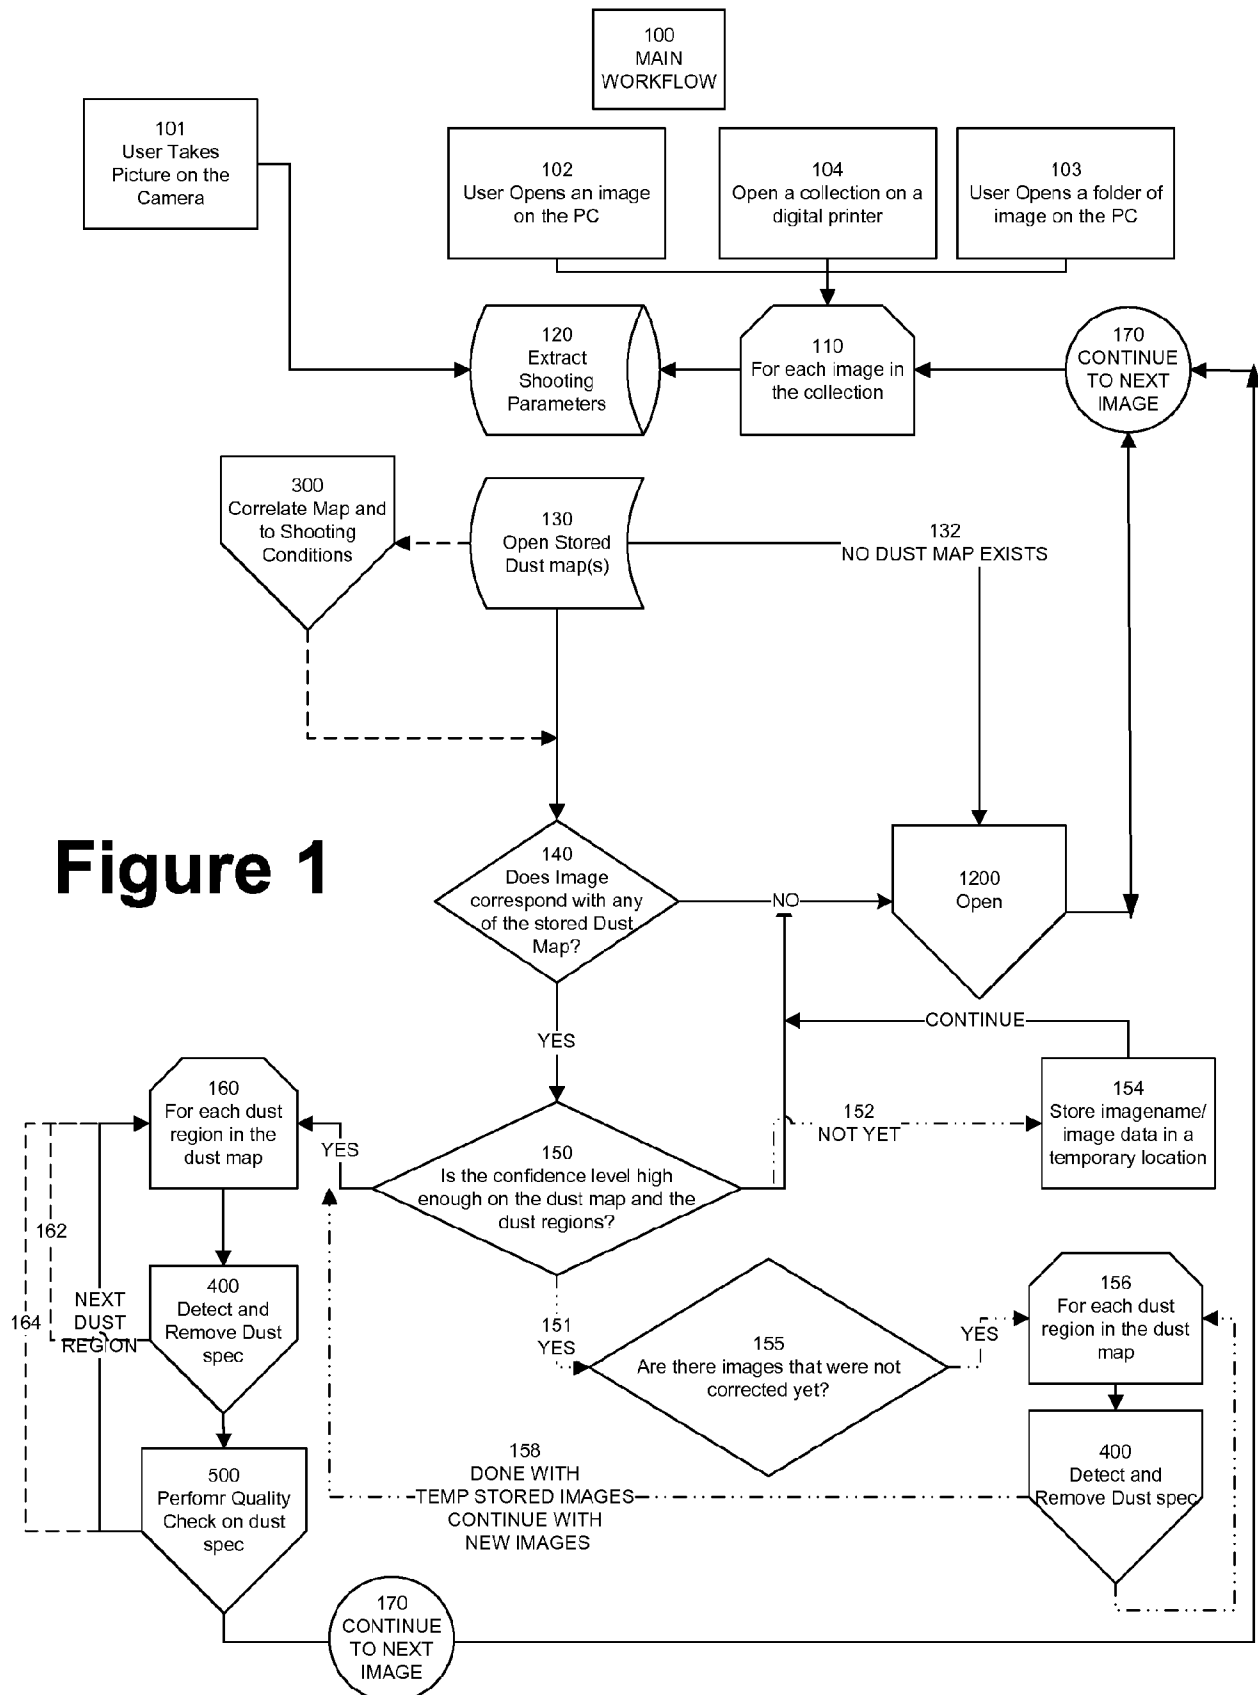 100
MAIN
WORKFLOW
101
User Takes
Picture on the
Camera
102
User Opens an image
on the PC
104
Open a collection on a
digital printer
103
User Opens a folder of
image on the PC
120
Extract
Shooting
Parameters
110
For each image in
the collection
170
CONTINUE
TO NEXT
IMAGE
300
Correlate Map and
to Shooting
Conditions
130
Open Stored
Dust map(s)
132
NO DUST MAP EXISTS
Figure 1
140
Does Image
correspond with any
of the stored Dust
Map?
NO
1200
Open
YES
CONTINUE
160
For each dust
region in the
dust map
YES
150
Is the confidence level high
enough on the dust map and the
dust regions?
152
NOT YET
154
Store imagename/
image data in a
temporary location
162
164
NEXT
DUST
REGION
400
Detect and
Remove Dust
spec
151
YES
155
Are there images that were not
corrected yet?
YES
156
For each dust
region in the dust
map
500
Perfomr Quality
Check on dust
spec
158
DONE WITH
TEMP STORED IMAGES
CONTINUE WITH
NEW IMAGES
400
Detect and
Remove Dust spec
170
CONTINUE
TO NEXT
IMAGE